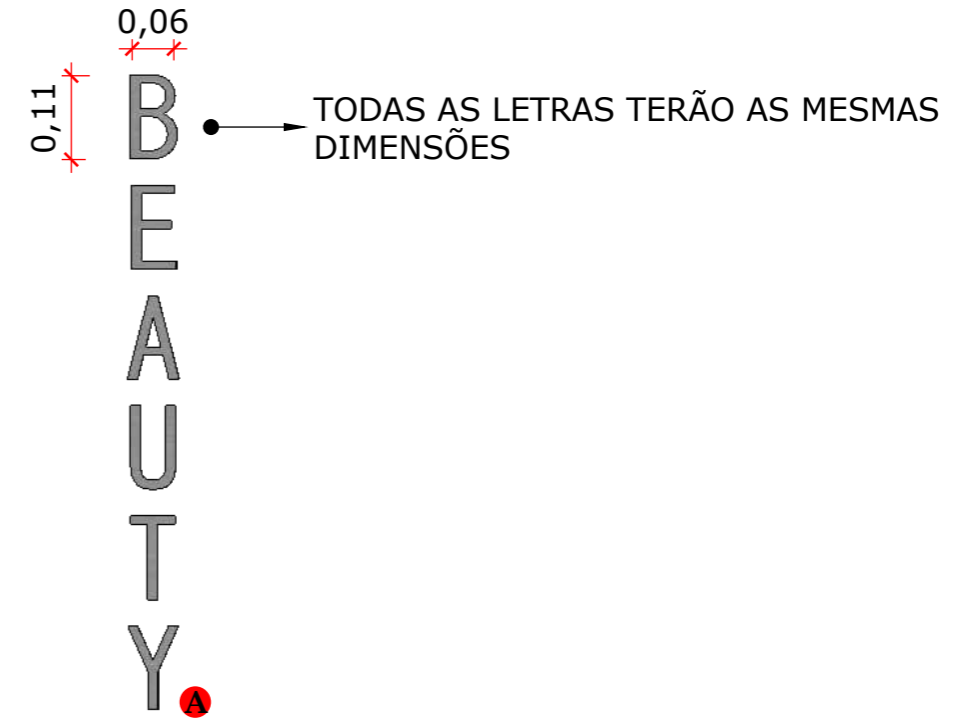 0,06
0,11
B
TODAS AS LETRAS TERÃO AS MESMAS
DIMENSÕES
E
A
U
T
Y
A